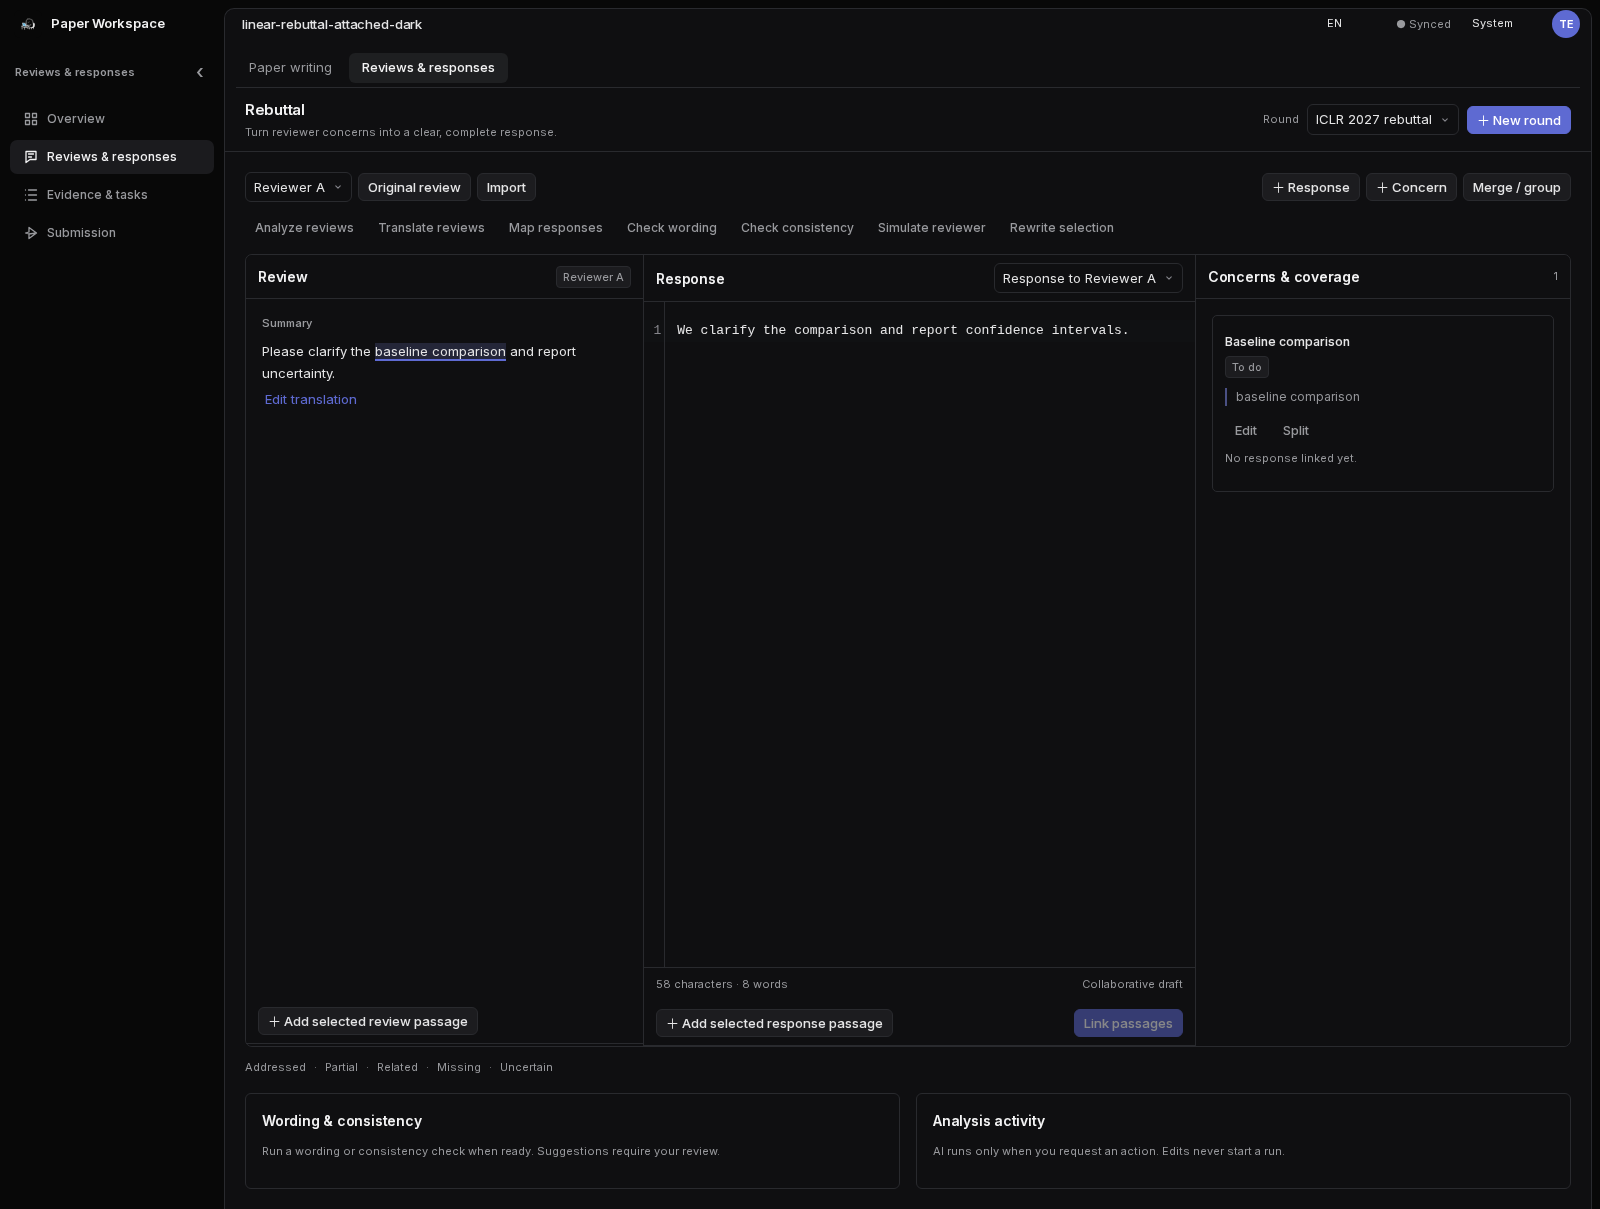 Paper Workspace
linear-rebuttal-attached-dark
EN
Synced
System
TE
Reviews & responses
Overview
Reviews & responses
Evidence & tasks
Submission
Paper writing
Reviews & responses
Rebuttal
Turn reviewer concerns into a clear, complete response.
Round
ICLR 2027 rebuttal
New round
Reviewer A
Original review
Import
Response
Concern
Merge / group
Analyze reviews
Translate reviews
Map responses
Check wording
Check consistency
Simulate reviewer
Rewrite selection
Review
Reviewer A
Summary
Please clarify the baseline comparison and report
uncertainty.
Edit translation
Add selected review passage
Response
Response to Reviewer A
1
We clarify the comparison and report confidence intervals.
58 characters · 8 words
Collaborative draft
Add selected response passage
Link passages
Concerns & coverage
1
Baseline comparison
To do
baseline comparison
Edit
Split
No response linked yet.
Addressed · Partial · Related · Missing · Uncertain
Wording & consistency
Run a wording or consistency check when ready. Suggestions require your review.
Analysis activity
AI runs only when you request an action. Edits never start a run.